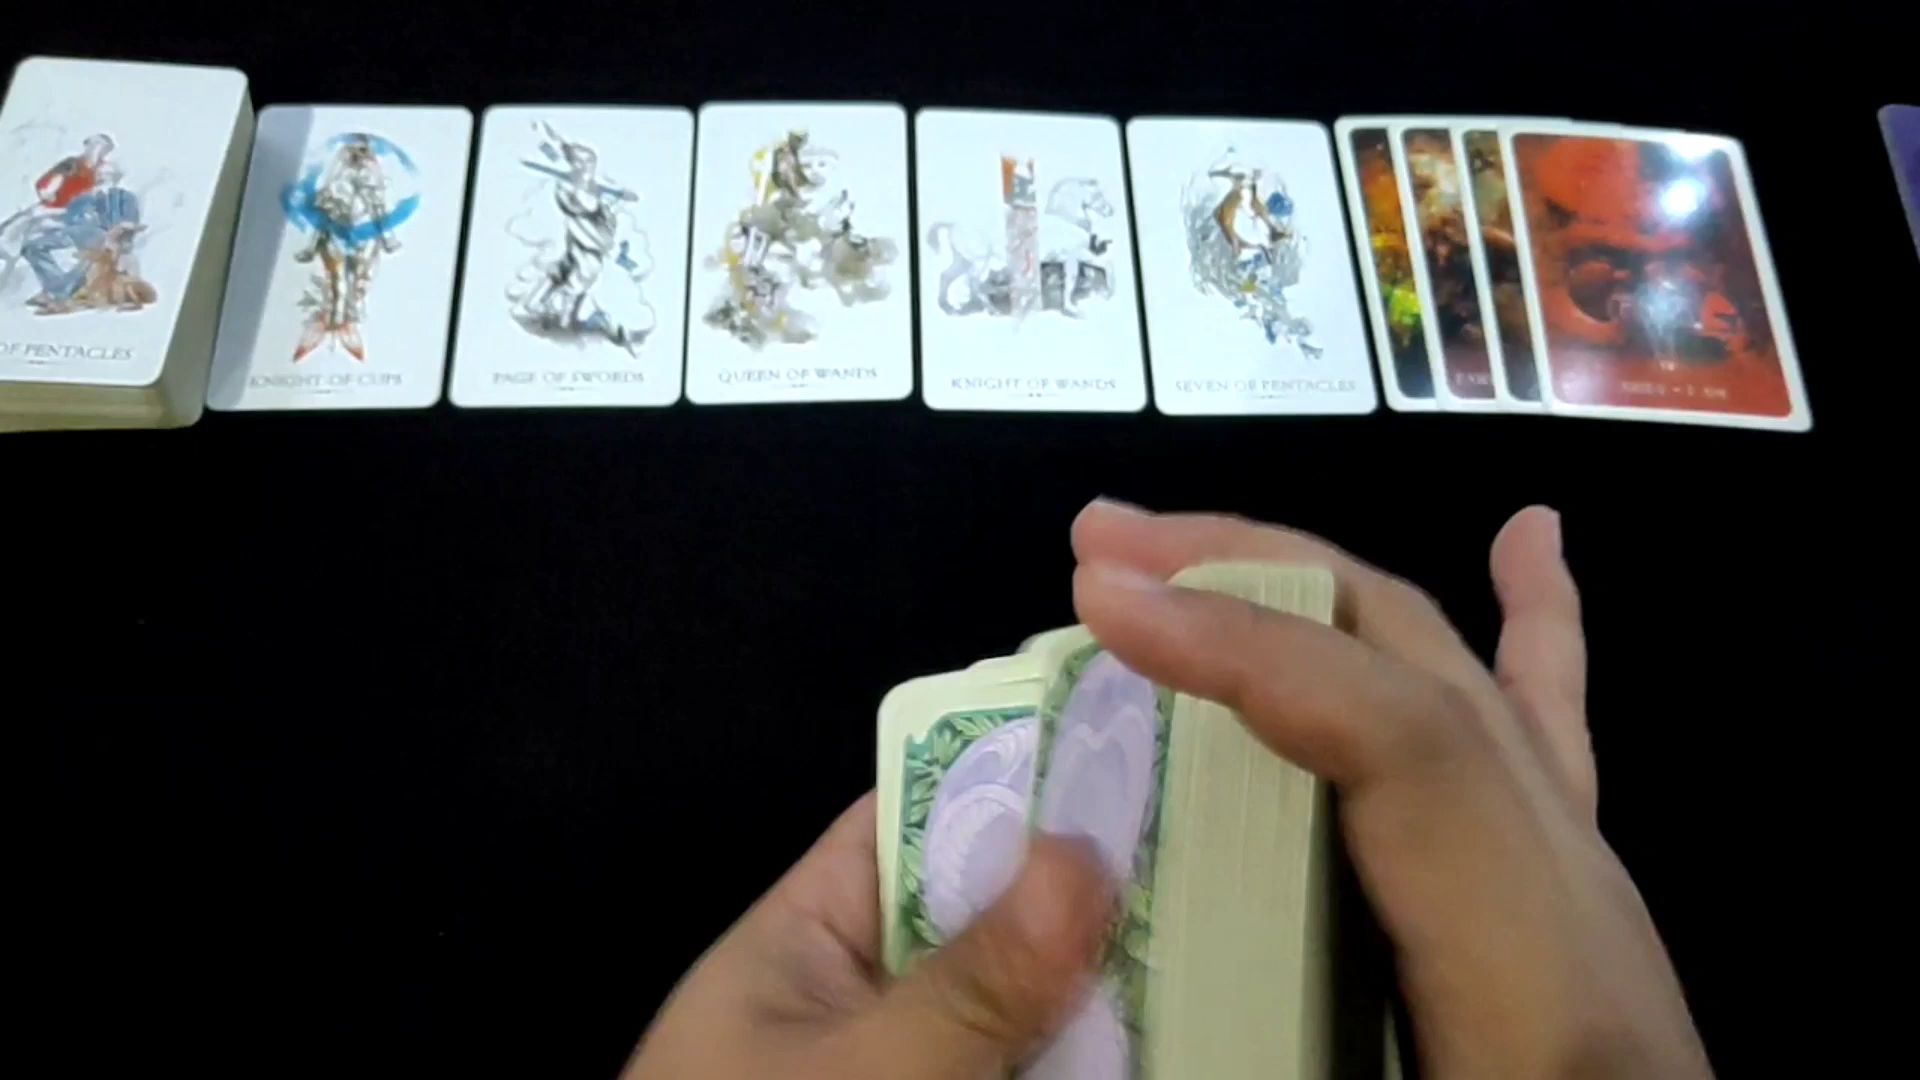 OF PENTACLES
KNIGHT OF CUPS
PAGE OF SWORDS
QUEEN OF WANDS
KNIGHT OF WANDS
SEVEN OF PENTACLES